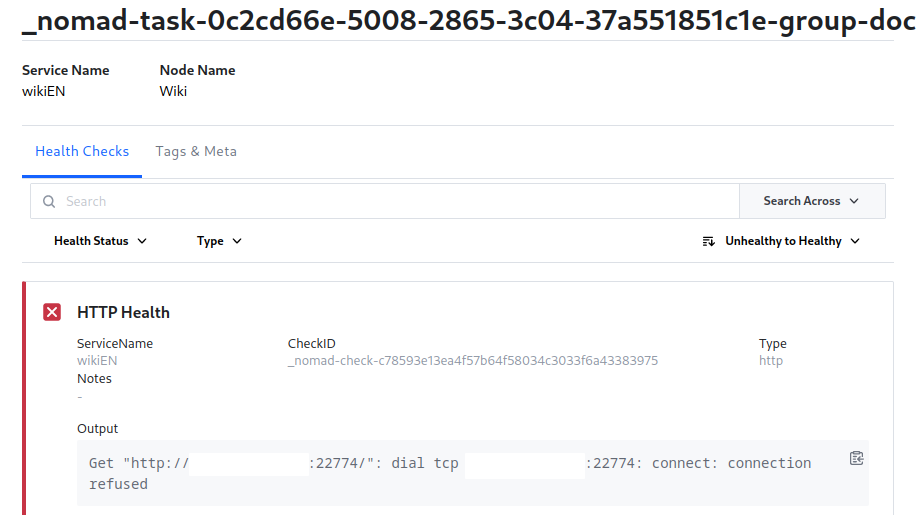 _nomad-task-0c2cd66e-5008-2865-3c04-37a551851c1e-group-doc
Service Name Node Name
wikiEN Wiki
Health Checks Tags & Meta
Search Search Across
Health Status Type Unhealthy to Healthy
HTTP Health
ServiceName CheckID Type
wikiEN _nomad-check-c78593e13ea4f57b64f58034c3033f6a43383975 http
Notes
-
Output
Get "http:// :22774/": dial tcp :22774: connect: connection
refused